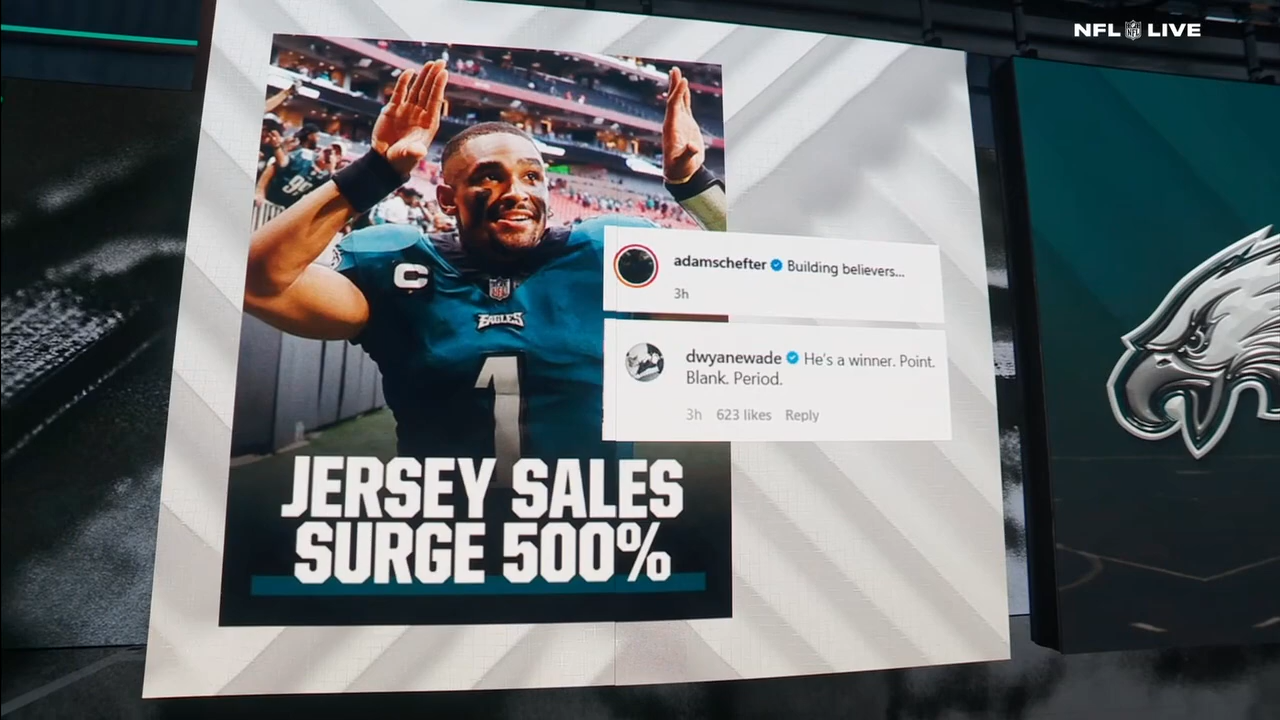 NFL LIVE
adamschefter Building believers...
3h
C
EAGLES
1
dwyanewade He's a winner. Point.
Blank. Period.
3h 623 likes Reply
JERSEY SALES
SURGE 500%